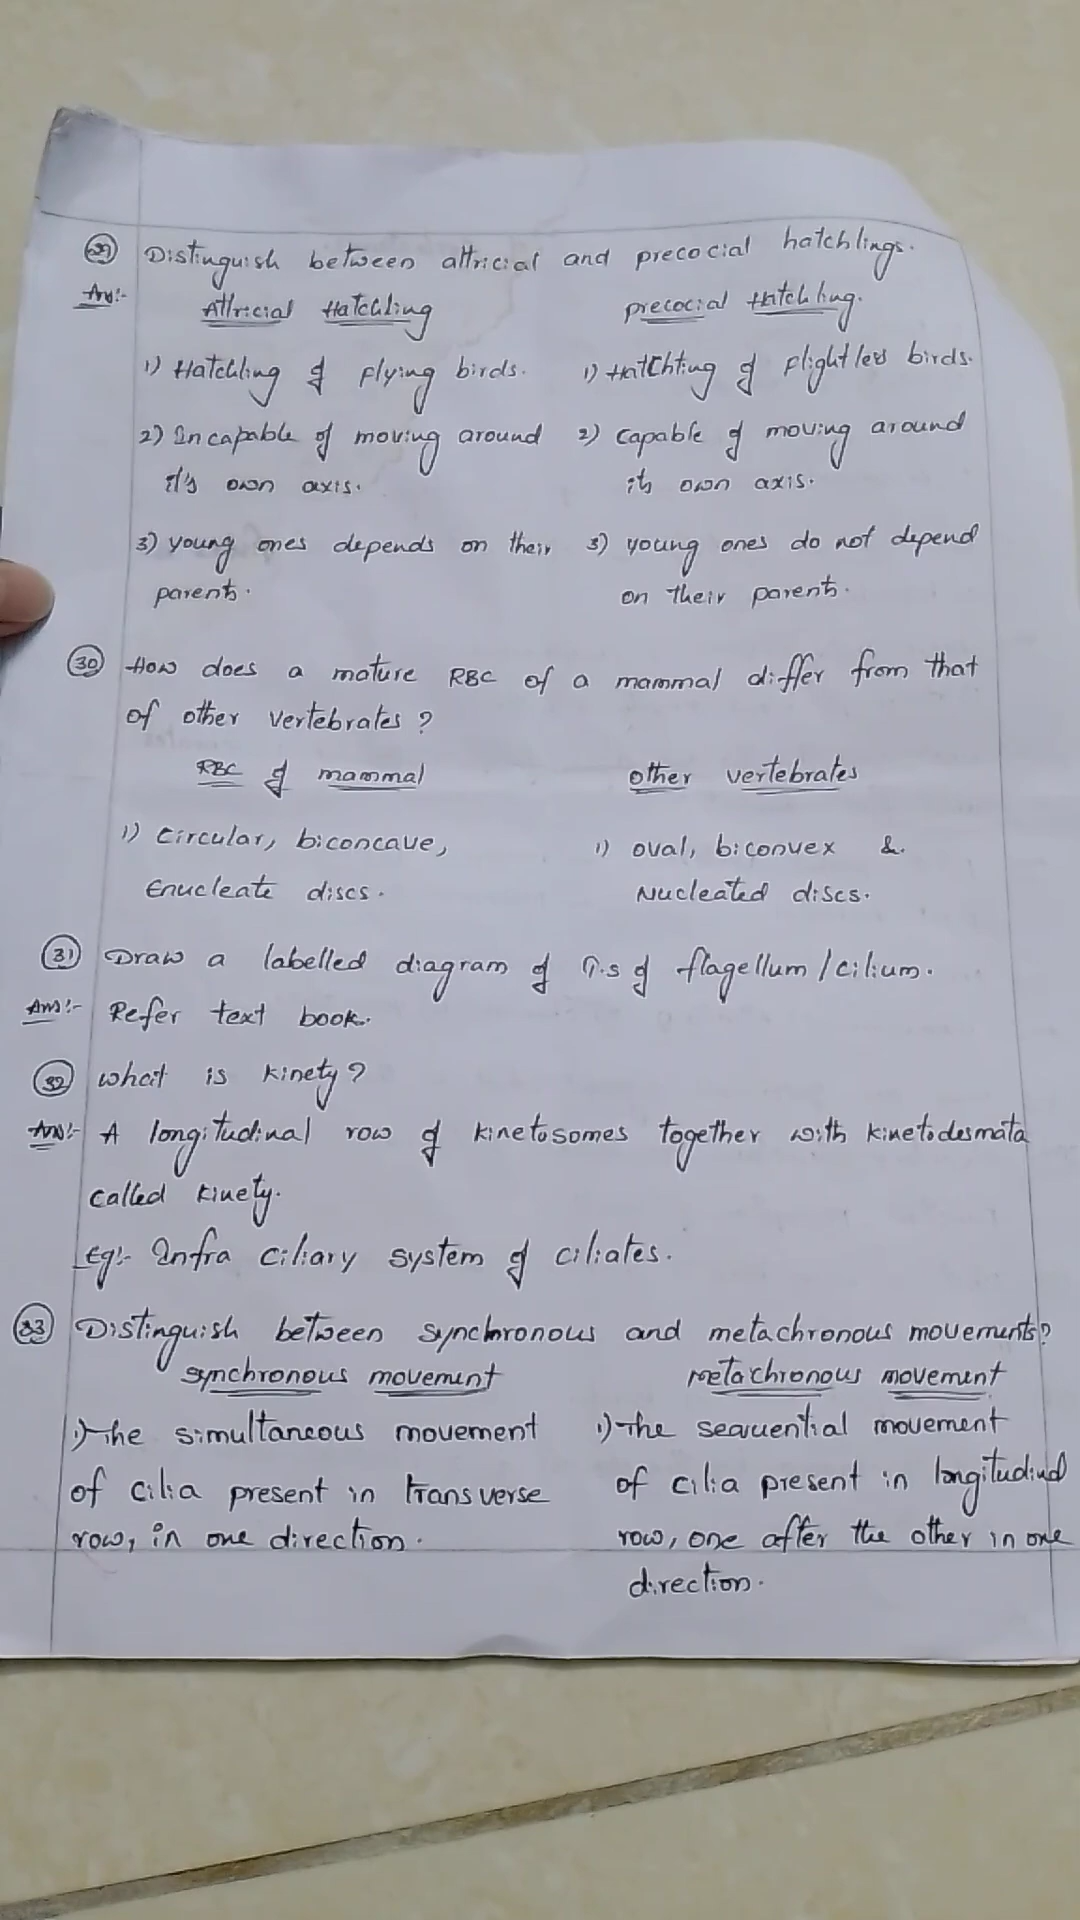 29 Distinguish between altricial and precocial hatchlings.
Ans:-
Altricial Hatchling precocial Hatchling.
1) Hatchling of flying birds. 1) Hatchting of flightless birds.
2) Incapable of moving around 2) Capable of moving around
it's own axis. its own axis.
3) young ones depends on their 3) young ones do not depend
parents. on their parents.
30 How does a mature RBC of a mammal differ from that
of other vertebrates?
RBC of mammal other vertebrates
1) Circular, biconcave, 1) oval, biconvex &.
Enucleate discs. Nucleated discs.
31 Draw a labelled diagram of T.s of flagellum/cilium.
Ans:- Refer text book.
32 what is kinety?
Ans:- A longitudinal row of kinetosomes together with kinetodesmata
called kinety.
Eg:- Infra ciliary system of ciliates.
33 Distinguish between synchronous and metachronous movements?
synchronous movement Metachronous movement
1) The simultaneous movement 1) The sequential movement
of cilia present in transverse of cilia present in longitudinal
row, in one direction. row, one after the other in one
direction.